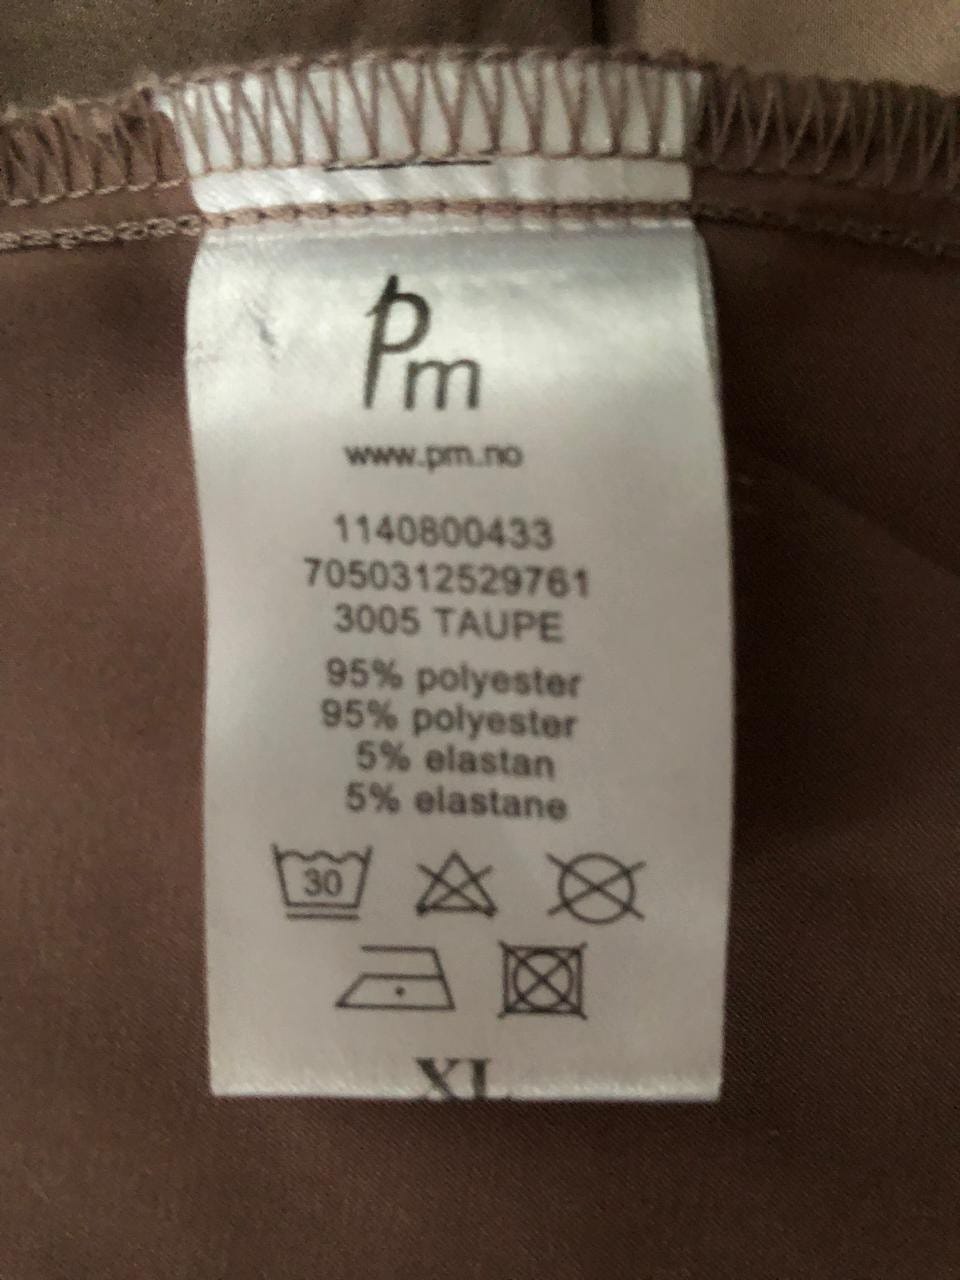 Pm
www.pm.no
1140800433
7050312529761
3005 TAUPE
95% polyester
95% polyester
5% elastan
5% elastane
30
XL